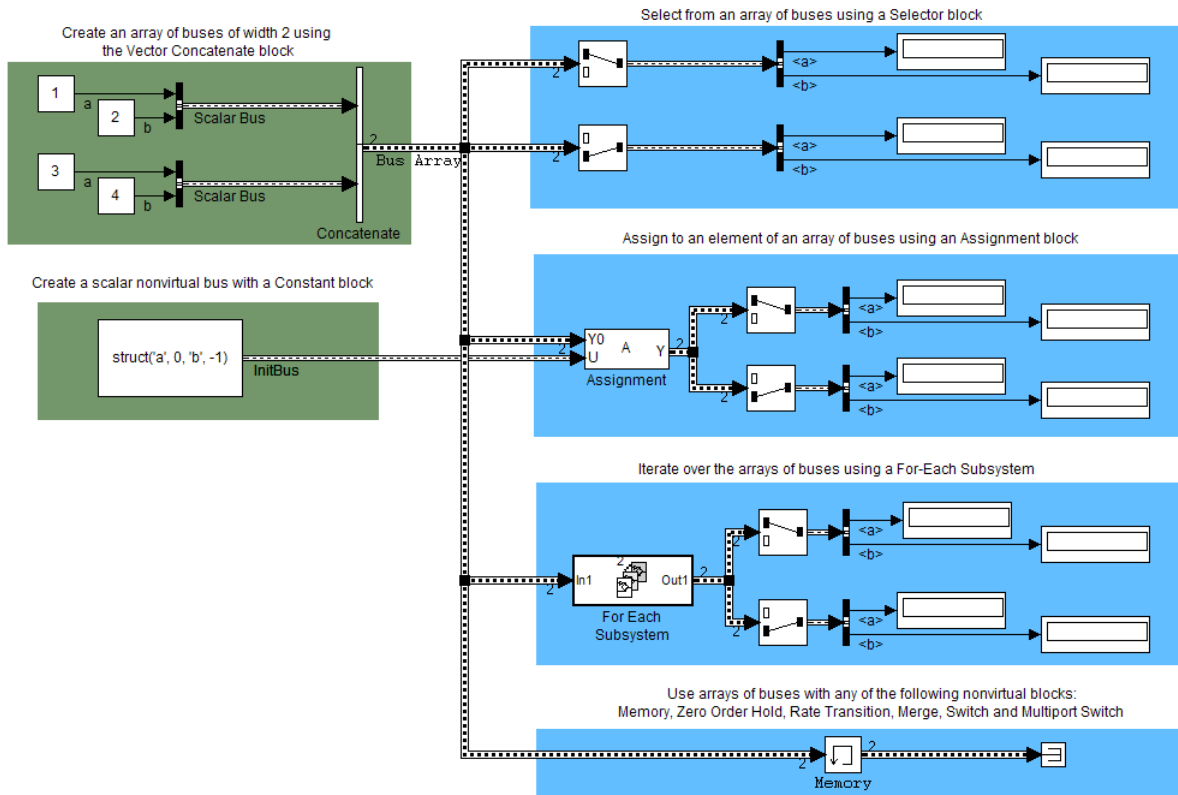 Create an array of buses of width 2 using
the Vector Concatenate block
1
a
2
b
Scalar Bus
3
a
4
b
Scalar Bus
2
Bus Array
Concatenate
Create a scalar nonvirtual bus with a Constant block
struct('a', 0, 'b', -1)
InitBus
Select from an array of buses using a Selector block
2
<a>
<b>
2
<a>
<b>
Assign to an element of an array of buses using an Assignment block
2
Y0
U
A
Y
2
Assignment
2
<a>
<b>
2
<a>
<b>
Iterate over the arrays of buses using a For-Each Subsystem
2
In1
2
Out1
2
For Each
Subsystem
2
<a>
<b>
2
<a>
<b>
Use arrays of buses with any of the following nonvirtual blocks:
Memory, Zero Order Hold, Rate Transition, Merge, Switch and Multiport Switch
2
2
Memory